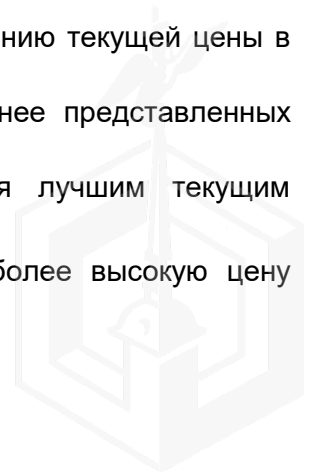 нию текущей цены в
нее представленных
я лучшим текущим
более высокую цену